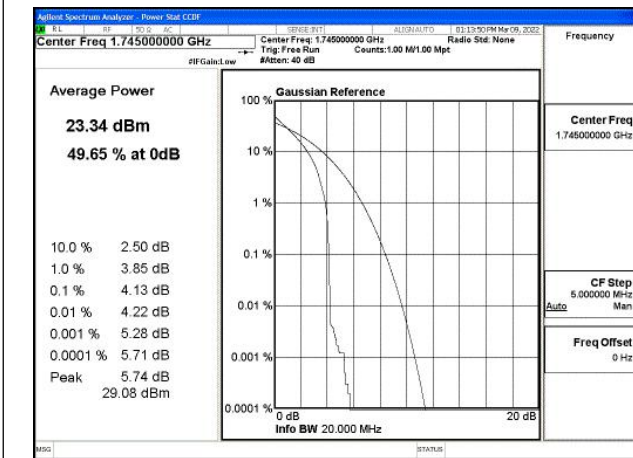 Agilent Spectrum Analyzer - Power Stat CCDF
RL RF 50 Ω AC SENSE:INT ALIGNAUTO 01:13:50 PM Mar 09, 2022
Center Freq 1.745000000 GHz
Center Freq: 1.745000000 GHz Radio Std: None
Trig: Free Run Counts:1.00 M/1.00 Mpt
#IFGain:Low #Atten: 40 dB
Frequency
Average Power
23.34 dBm
49.65 % at 0dB
10.0 % 2.50 dB
1.0 % 3.85 dB
0.1 % 4.13 dB
0.01 % 4.22 dB
0.001 % 5.28 dB
0.0001 % 5.71 dB
Peak 5.74 dB
29.08 dBm
Gaussian Reference
100 %
10 %
1 %
0.1 %
0.01 %
0.001 %
0.0001 %
0 dB 20 dB
Info BW 20.000 MHz
Center Freq
1.745000000 GHz
CF Step
5.000000 MHz
Auto Man
Freq Offset
0 Hz
MSG STATUS